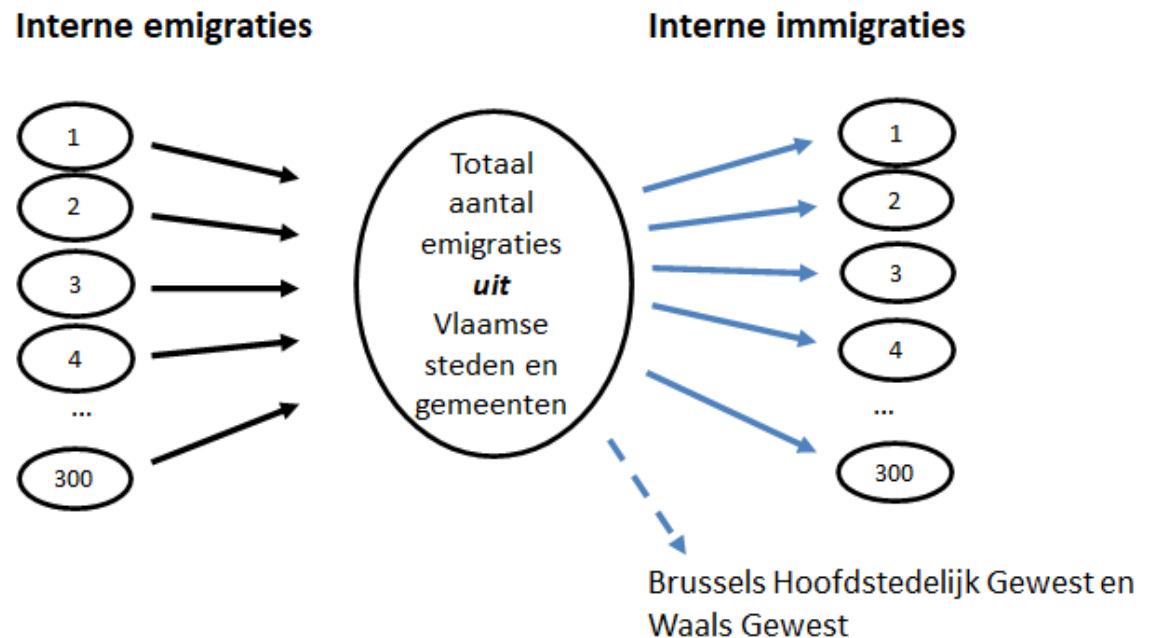 Interne emigraties
Interne immigraties
1
2
3
4
...
300
Totaal
aantal
emigraties
uit
Vlaamse
steden en
gemeenten
1
2
3
4
...
300
Brussels Hoofdstedelijk Gewest en
Waals Gewest